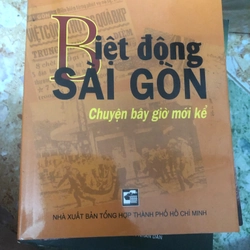 Biệt động
SÀI GÒN
Chuyện bây giờ mới kể
NHÀ XUẤT BẢN TỔNG HỢP THÀNH PHỐ HỒ CHÍ MINH